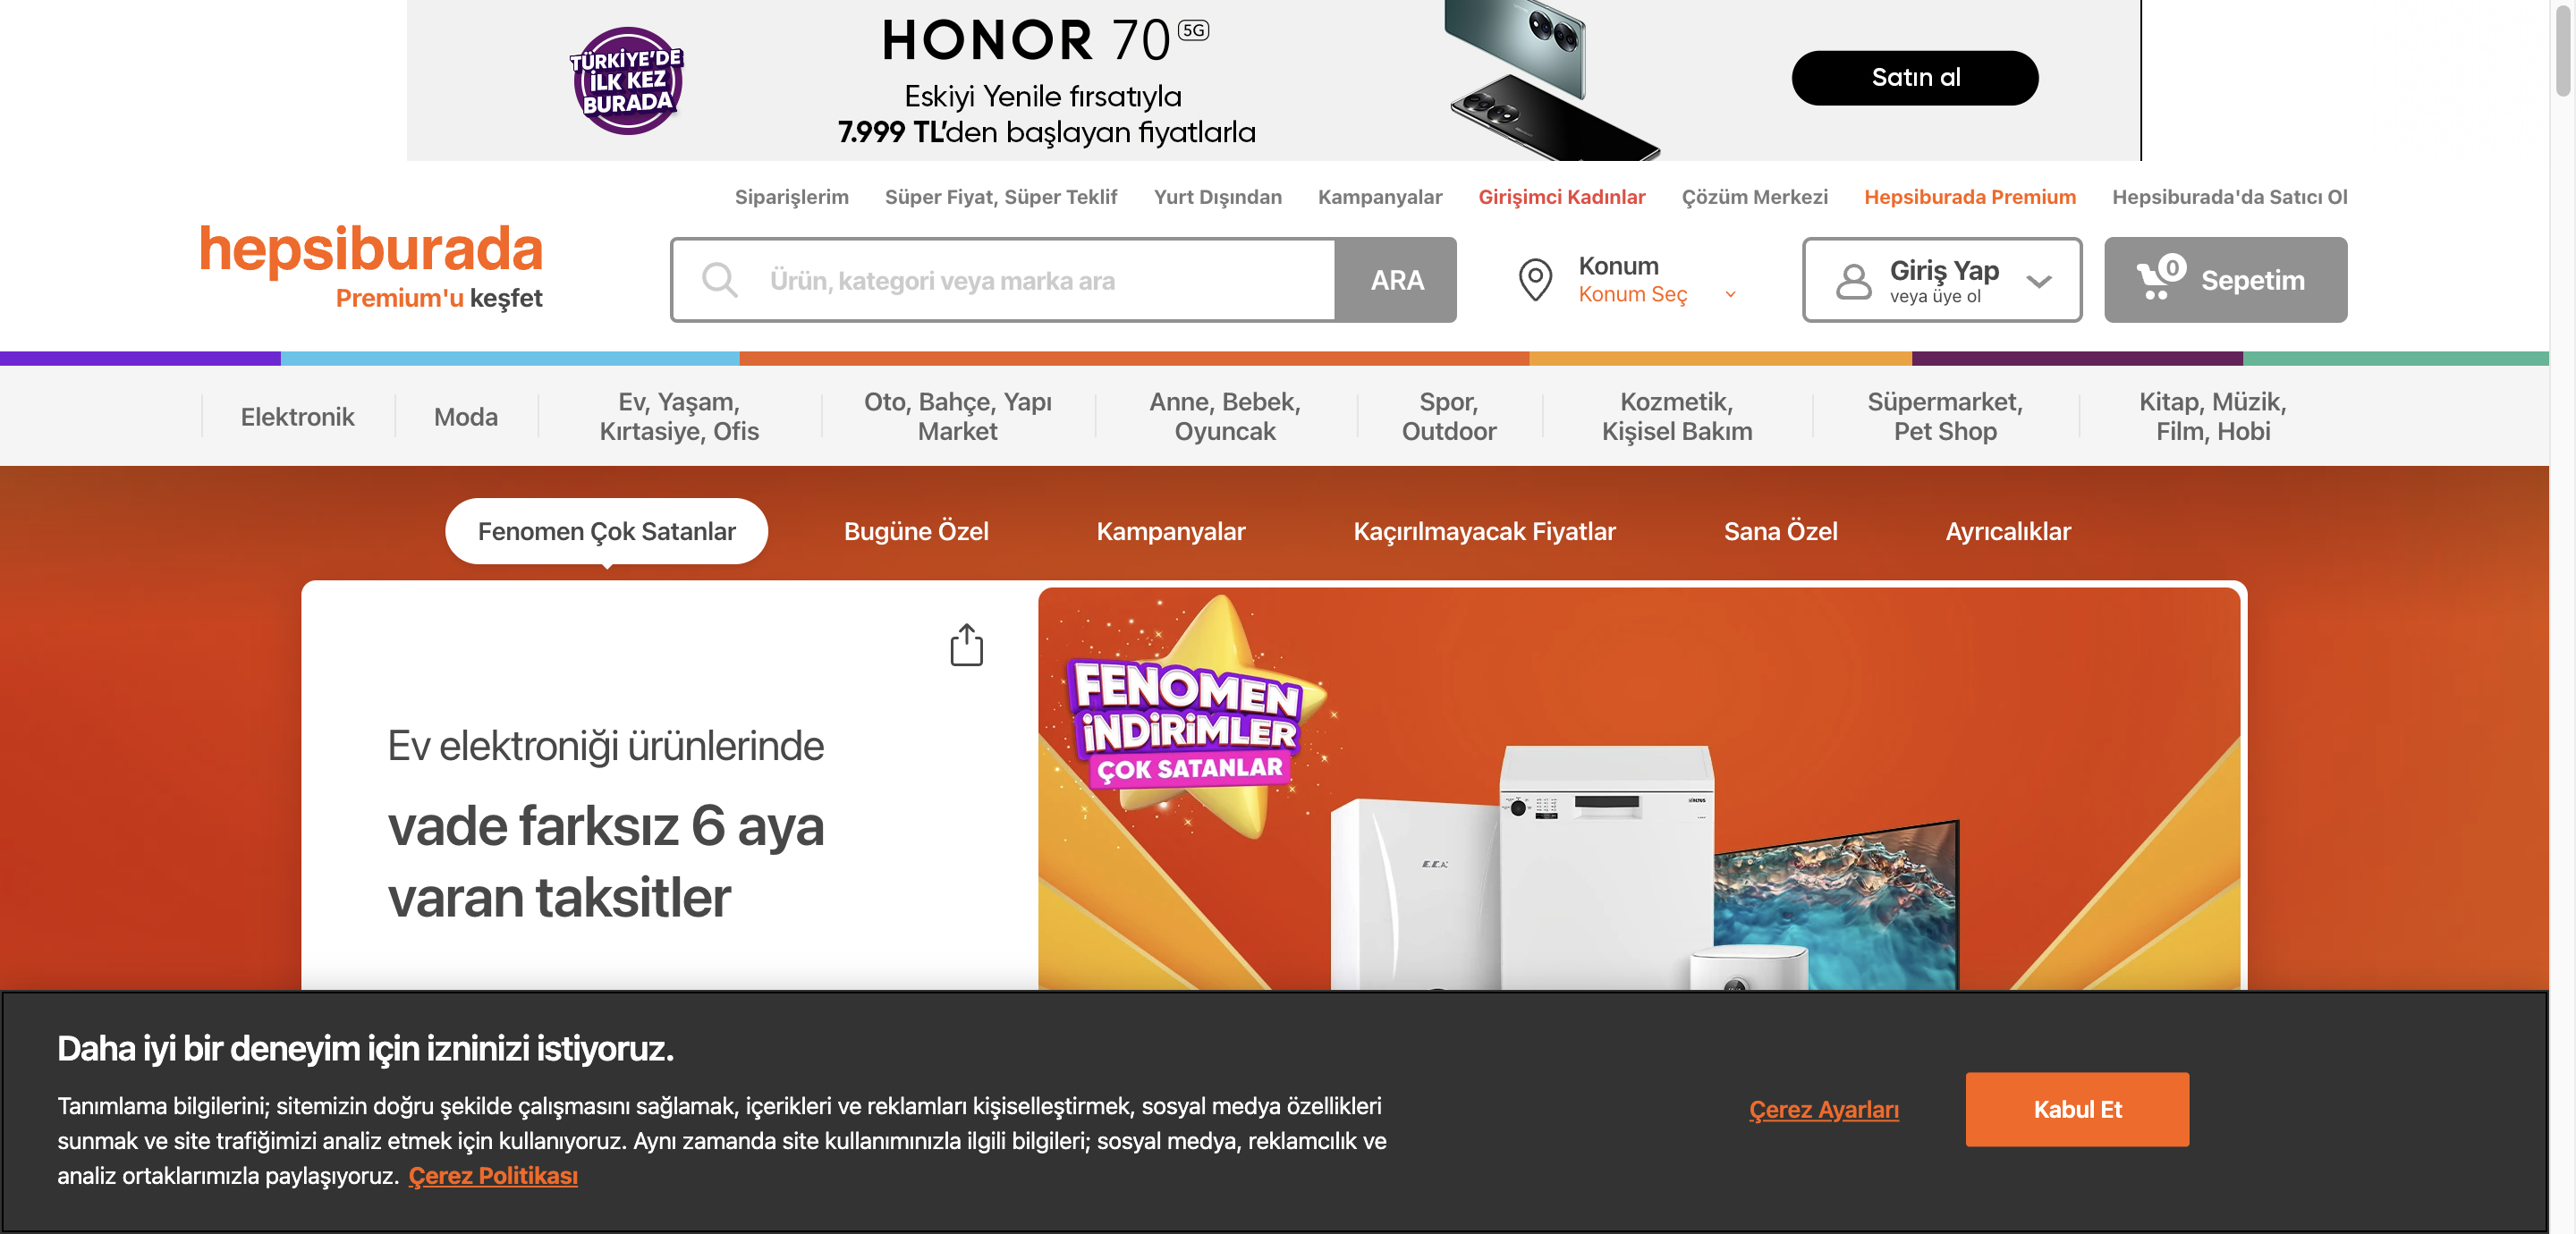 TÜRKİYE'DE
İLK KEZ
BURADA
HONOR 70 5G
Eskiyi Yenile fırsatıyla
7.999 TL'den başlayan fiyatlarla
Satın al
Siparişlerim
Süper Fiyat, Süper Teklif
Yurt Dışından
Kampanyalar
Girişimci Kadınlar
Çözüm Merkezi
Hepsiburada Premium
Hepsiburada'da Satıcı Ol
hepsiburada
Premium'u keşfet
Ürün, kategori veya marka ara
ARA
Konum
Konum Seç
Giriş Yap
veya üye ol
0
Sepetim
Elektronik
Moda
Ev, Yaşam,
Kırtasiye, Ofis
Oto, Bahçe, Yapı
Market
Anne, Bebek,
Oyuncak
Spor,
Outdoor
Kozmetik,
Kişisel Bakım
Süpermarket,
Pet Shop
Kitap, Müzik,
Film, Hobi
Fenomen Çok Satanlar
Bugüne Özel
Kampanyalar
Kaçırılmayacak Fiyatlar
Sana Özel
Ayrıcalıklar
Ev elektroniği ürünlerinde
vade farksız 6 aya
varan taksitler
FENOMEN
İNDİRİMLER
ÇOK SATANLAR
E.C.A.
Daha iyi bir deneyim için izninizi istiyoruz.
Tanımlama bilgilerini; sitemizin doğru şekilde çalışmasını sağlamak, içerikleri ve reklamları kişiselleştirmek, sosyal medya özellikleri
sunmak ve site trafiğimizi analiz etmek için kullanıyoruz. Aynı zamanda site kullanımınızla ilgili bilgileri; sosyal medya, reklamcılık ve
analiz ortaklarımızla paylaşıyoruz. Çerez Politikası
Çerez Ayarları
Kabul Et